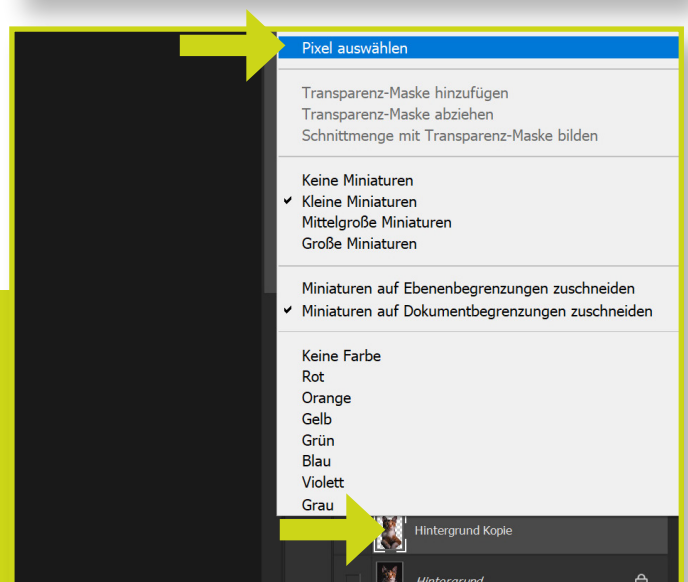 Pixel auswählen
Transparenz-Maske hinzufügen
Transparenz-Maske abziehen
Schnittmenge mit Transparenz-Maske bilden
Keine Miniaturen
Kleine Miniaturen
Mittelgroße Miniaturen
Große Miniaturen
Miniaturen auf Ebenenbegrenzungen zuschneiden
Miniaturen auf Dokumentbegrenzungen zuschneiden
Keine Farbe
Rot
Orange
Gelb
Grün
Blau
Violett
Grau
Hintergrund Kopie
Hintergrund